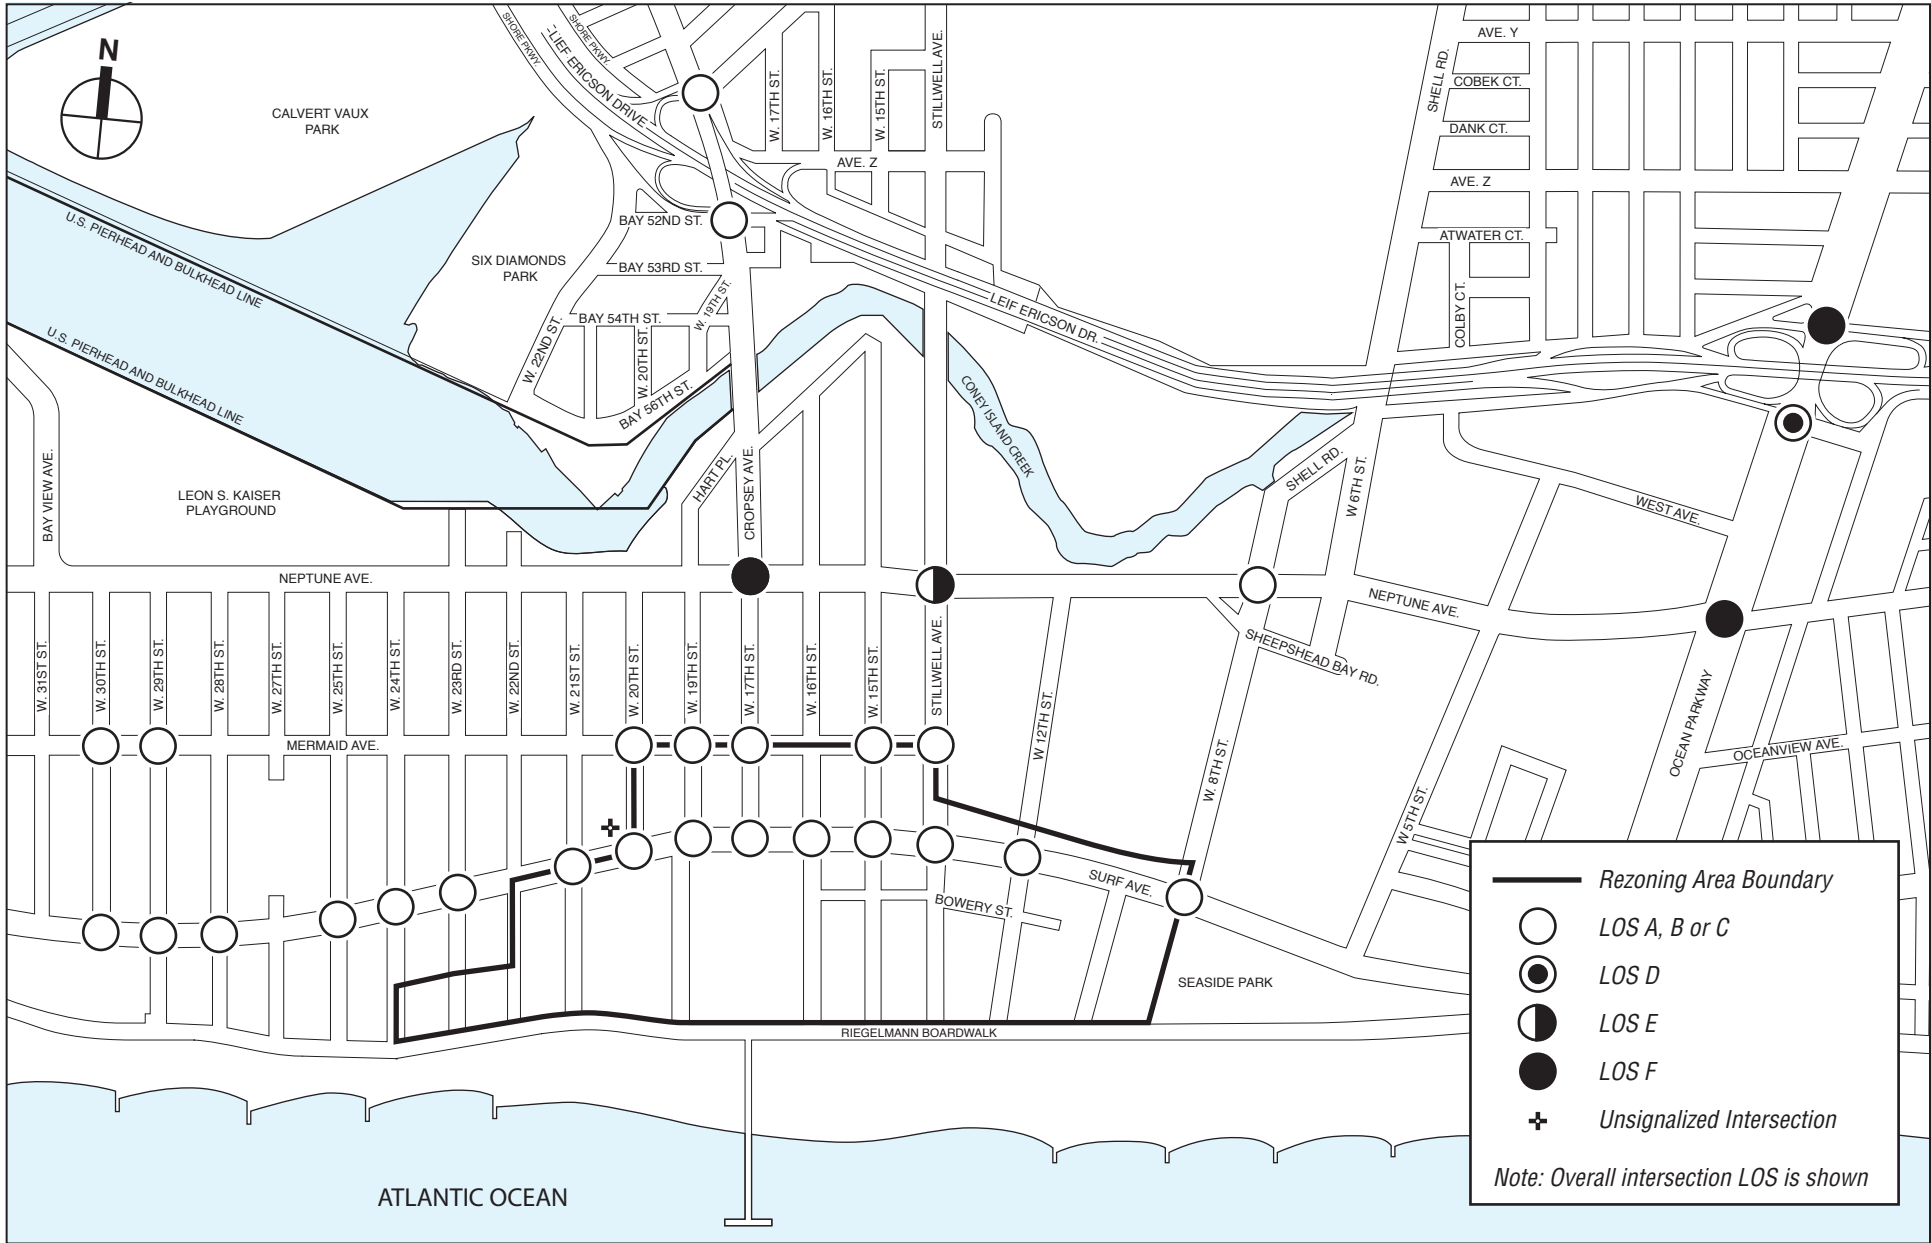 N
SHORE PKWY.
SHORE PKWY.
LIEF ERICSON DRIVE
W. 17TH ST.
W. 16TH ST.
W. 15TH ST.
STILLWELL AVE.
SHELL RD.
AVE. Y
COBEK CT.
DANK CT.
AVE. Z
ATWATER CT.
COLBY CT.
CALVERT VAUX
PARK
AVE. Z
BAY 52ND ST.
BAY 53RD ST.
BAY 54TH ST.
W. 19TH ST.
W. 22ND ST.
W. 20TH ST.
BAY 56TH ST.
SIX DIAMONDS
PARK
U.S. PIERHEAD AND BULKHEAD LINE
U.S. PIERHEAD AND BULKHEAD LINE
LEIF ERICSON DR.
CONEY ISLAND CREEK
BAY VIEW AVE.
LEON S. KAISER
PLAYGROUND
HART PL.
CROPSEY AVE.
SHELL RD.
W 6TH ST.
WEST AVE.
NEPTUNE AVE.
NEPTUNE AVE.
SHEEPSHEAD BAY RD.
W. 31ST ST.
W. 30TH ST.
W. 29TH ST.
W. 28TH ST.
W. 27TH ST.
W. 25TH ST.
W. 24TH ST.
W. 23RD ST.
W. 22ND ST.
W. 21ST ST.
W. 20TH ST.
W. 19TH ST.
W. 17TH ST.
W. 16TH ST.
W. 15TH ST.
STILLWELL AVE.
W 12TH ST.
W. 8TH ST.
W 5TH ST.
OCEAN PARKWAY
OCEANVIEW AVE.
MERMAID AVE.
SURF AVE.
BOWERY ST.
SEASIDE PARK
RIEGELMANN BOARDWALK
ATLANTIC OCEAN
Rezoning Area Boundary
LOS A, B or C
LOS D
LOS E
LOS F
Unsignalized Intersection
Note: Overall intersection LOS is shown